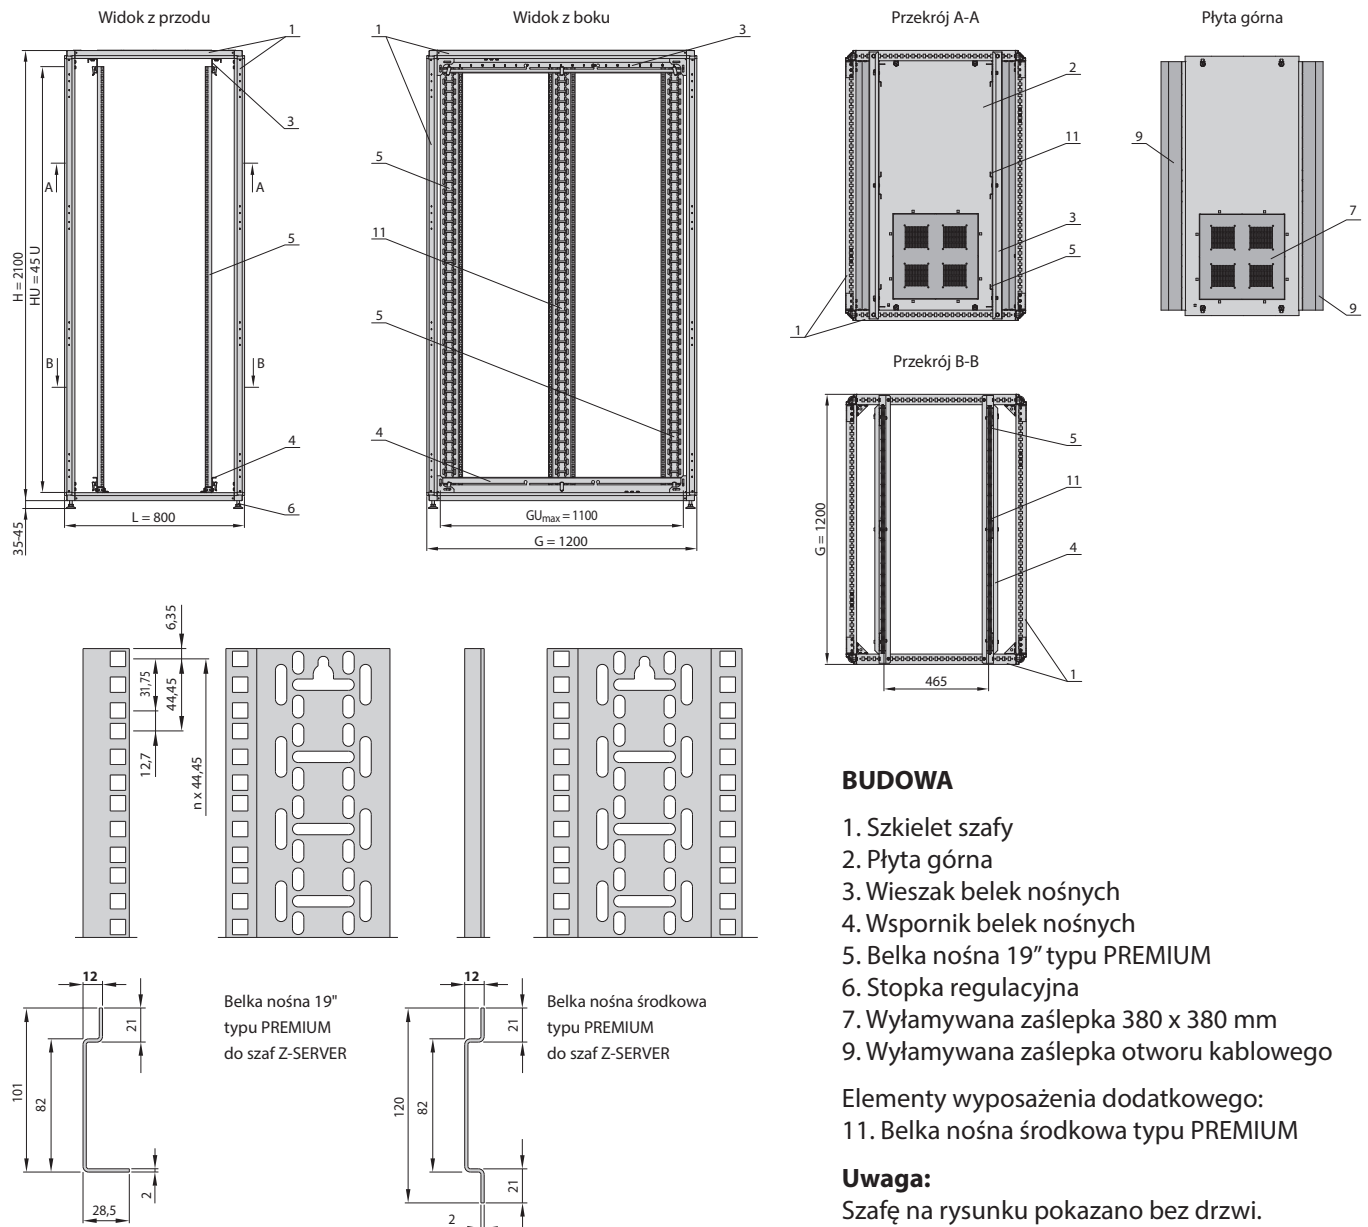 Widok z przodu
Widok z boku
Przekrój A-A
Płyta górna
1
3
A
A
5
B
B
4
6
H = 2100
HU = 45 U
35-45
L = 800
1
3
5
11
5
4
GUmax = 1100
G = 1200
2
11
3
5
1
9
7
9
Przekrój B-B
5
11
4
1
G = 1200
465
6,35
31,75
44,45
12,7
n x 44,45
12
21
101
82
2
28,5
Belka nośna 19"
typu PREMIUM
do szaf Z-SERVER
12
21
120
82
21
2
Belka nośna środkowa
typu PREMIUM
do szaf Z-SERVER
BUDOWA
1. Szkielet szafy
2. Płyta górna
3. Wieszak belek nośnych
4. Wspornik belek nośnych
5. Belka nośna 19” typu PREMIUM
6. Stopka regulacyjna
7. Wyłamywana zaślepka 380 x 380 mm
9. Wyłamywana zaślepka otworu kablowego
Elementy wyposażenia dodatkowego:
11. Belka nośna środkowa typu PREMIUM
Uwaga:
Szafę na rysunku pokazano bez drzwi.